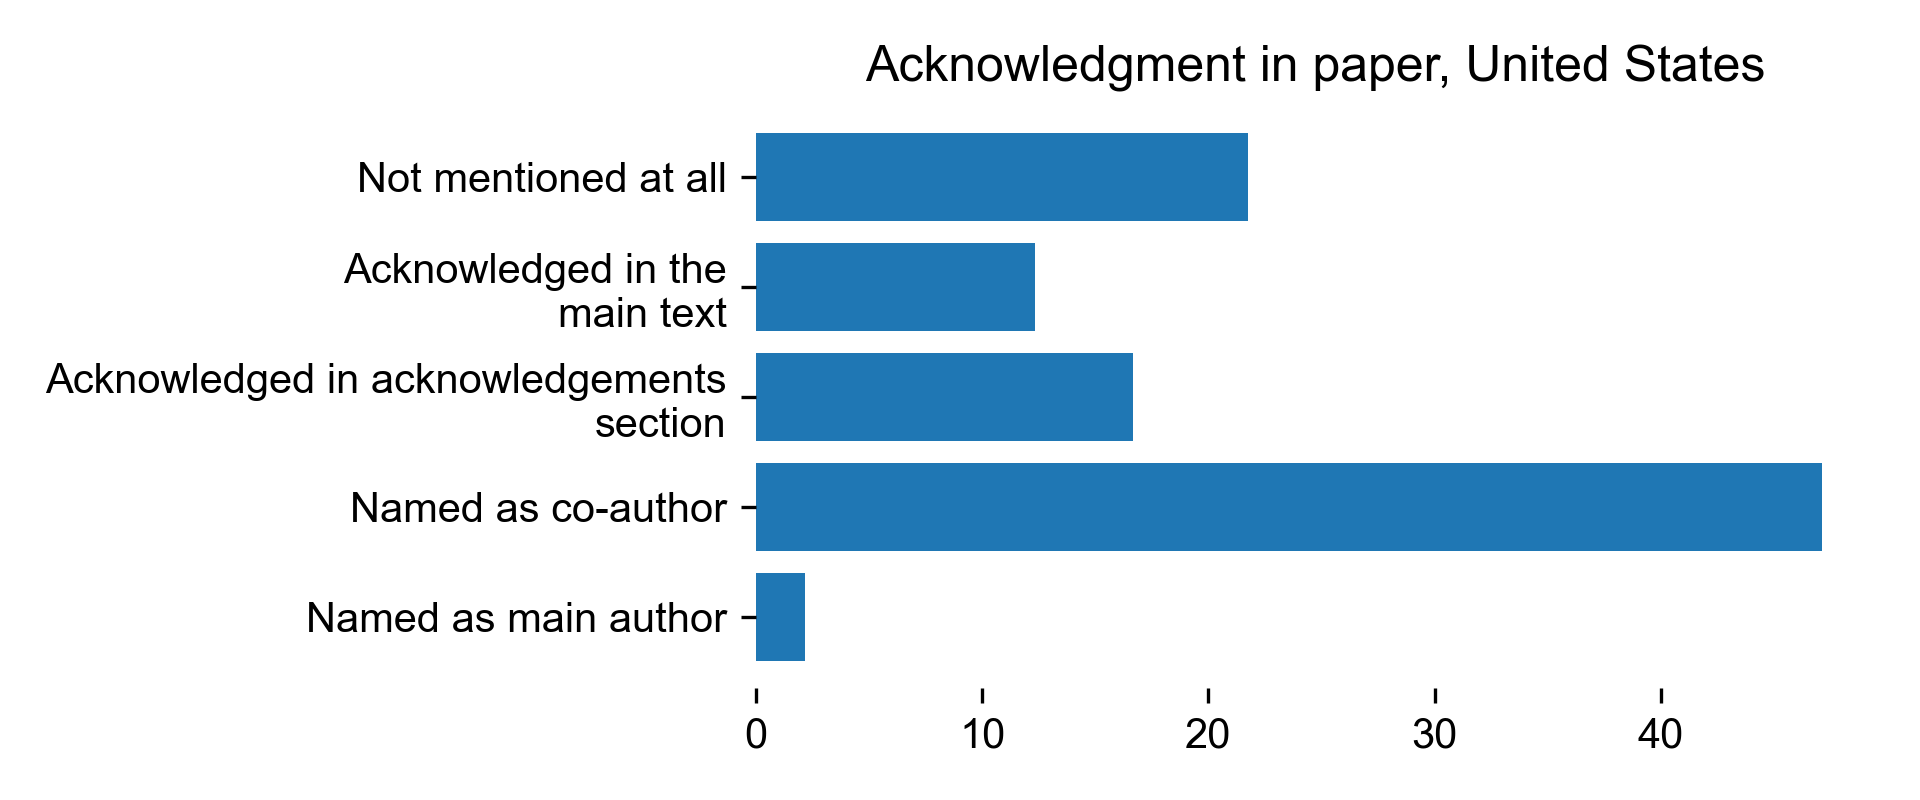 Acknowledgment in paper, United States
Not mentioned at all
Acknowledged in the
main text
Acknowledged in acknowledgements
section
Named as co-author
Named as main author
0 10 20 30 40